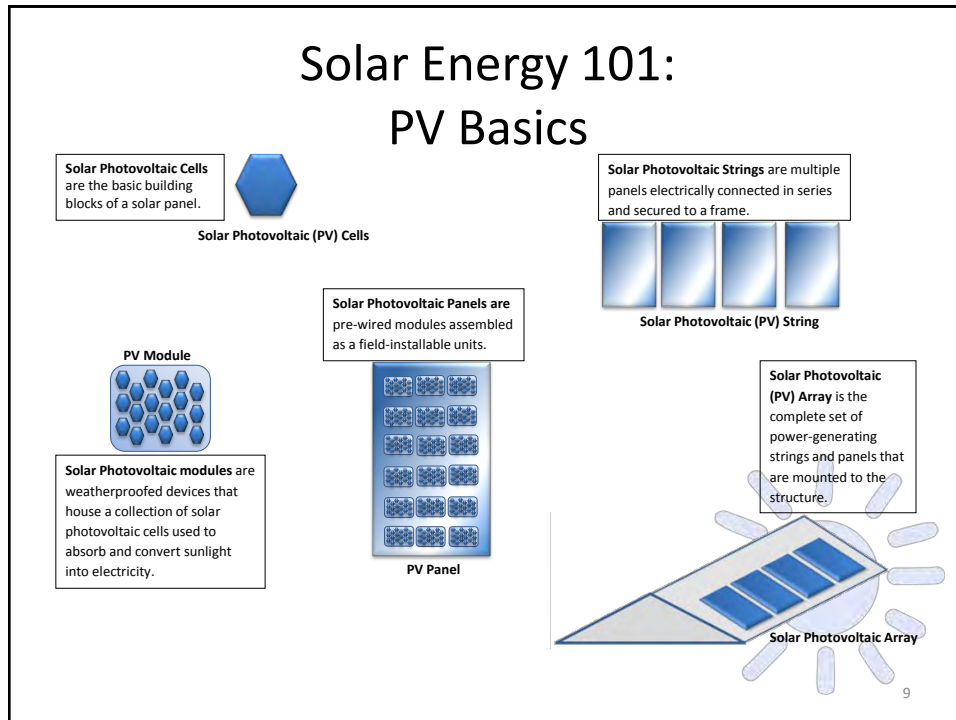 Solar Energy 101:
PV Basics
Solar Photovoltaic Cells
are the basic building
blocks of a solar panel.
Solar Photovoltaic (PV) Cells
Solar Photovoltaic Strings are multiple
panels electrically connected in series
and secured to a frame.
Solar Photovoltaic (PV) String
Solar Photovoltaic Panels are
pre-wired modules assembled
as a field-installable units.
PV Panel
PV Module
Solar Photovoltaic modules are
weatherproofed devices that
house a collection of solar
photovoltaic cells used to
absorb and convert sunlight
into electricity.
Solar Photovoltaic
(PV) Array is the
complete set of
power-generating
strings and panels that
are mounted to the
structure.
Solar Photovoltaic Array
9